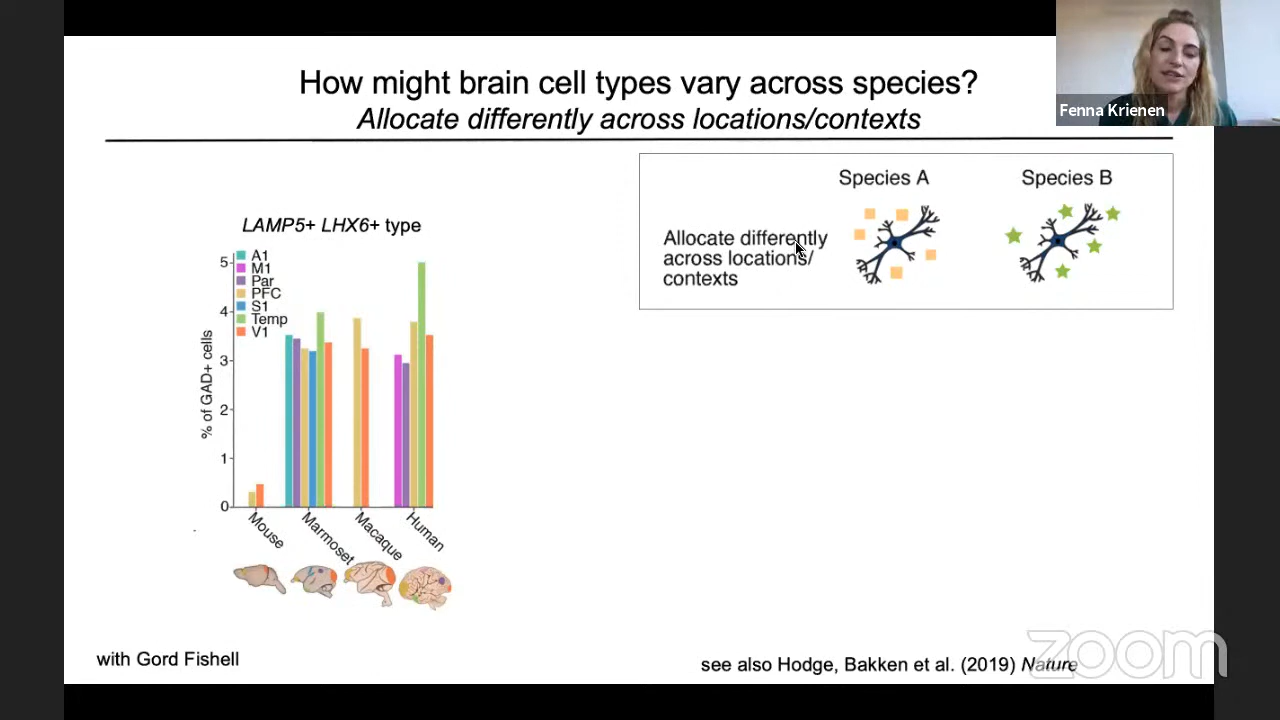 How might brain cell types vary across species?
Allocate differently across locations/contexts
Fenna Krienen
Species A
Species B
Allocate differently
across locations/
contexts
LAMP5+ LHX6+ type
A1
M1
Par
PFC
S1
Temp
V1
% of GAD+ cells
5
4
3
2
1
0
Mouse
Marmoset
Macaque
Human
with Gord Fishell
see also Hodge, Bakken et al. (2019) Nature
zoom